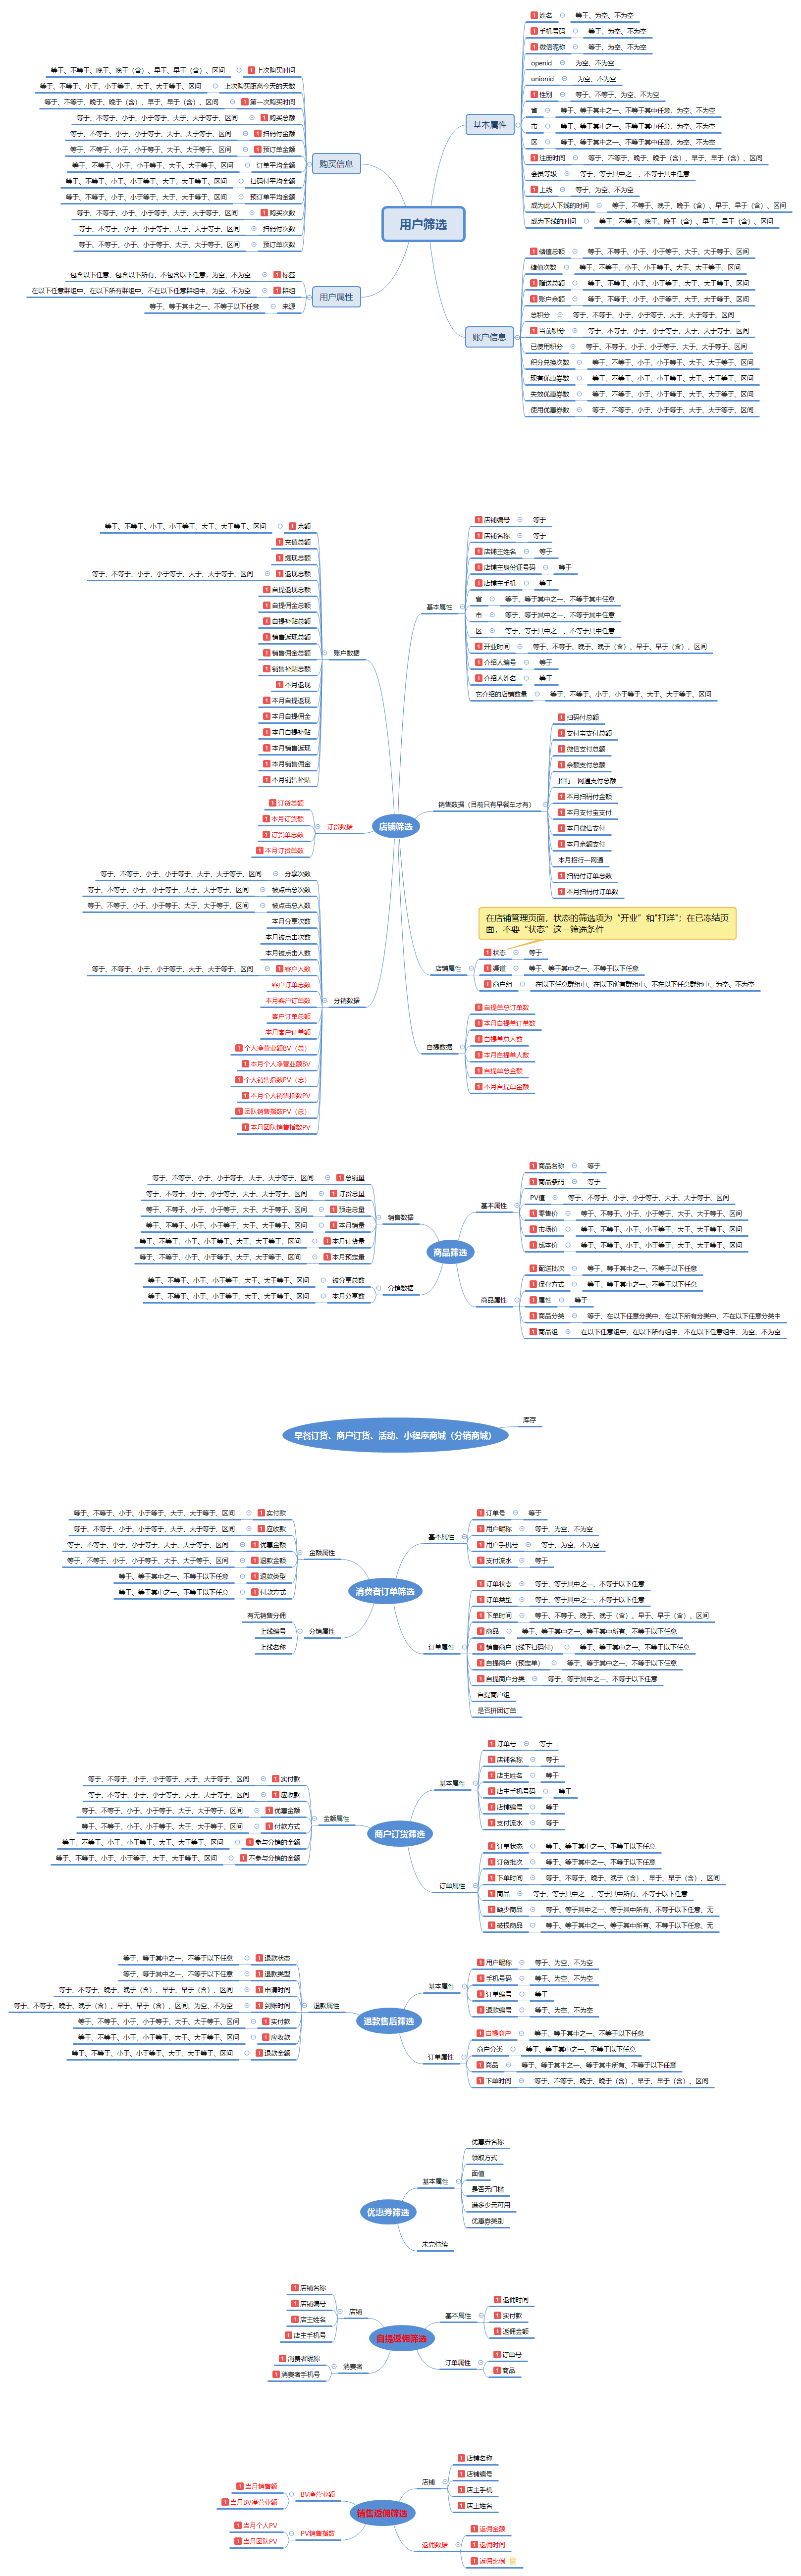 用户筛选
基本属性
姓名 等于、为空、不为空
手机号码 等于、为空、不为空
微信昵称 等于、为空、不为空
openid 为空、不为空
unionid 为空、不为空
性别 等于、不等于、为空、不为空
省 等于、等于其中之一、不等于其中任意、为空、不为空
市 等于、等于其中之一、不等于其中任意、为空、不为空
区 等于、等于其中之一、不等于其中任意、为空、不为空
注册时间 等于、不等于、晚于、晚于（含）、早于、早于（含）、区间
会员等级 等于、等于其中之一、不等于其中任意
上线 等于、为空、不为空
成为此人下线的时间 等于、不等于、晚于、晚于（含）、早于、早于（含）、区间
成为下线的时间 等于、不等于、晚于、晚于（含）、早于、早于（含）、区间
账户信息
储值总额 等于、不等于、小于、小于等于、大于、大于等于、区间
储值次数 等于、不等于、小于、小于等于、大于、大于等于、区间
赠送总额 等于、不等于、小于、小于等于、大于、大于等于、区间
账户余额 等于、不等于、小于、小于等于、大于、大于等于、区间
总积分 等于、不等于、小于、小于等于、大于、大于等于、区间
当前积分 等于、不等于、小于、小于等于、大于、大于等于、区间
已使用积分 等于、不等于、小于、小于等于、大于、大于等于、区间
积分兑换次数 等于、不等于、小于、小于等于、大于、大于等于、区间
现有优惠券数 等于、不等于、小于、小于等于、大于、大于等于、区间
失效优惠券数 等于、不等于、小于、小于等于、大于、大于等于、区间
使用优惠券数 等于、不等于、小于、小于等于、大于、大于等于、区间
购买信息
等于、不等于、晚于、晚于（含）、早于、早于（含）、区间 上次购买时间
等于、不等于、小于、小于等于、大于、大于等于、区间 上次购买距离今天的天数
等于、不等于、晚于、晚于（含）、早于、早于（含）、区间 第一次购买时间
等于、不等于、小于、小于等于、大于、大于等于、区间 购买总额
等于、不等于、小于、小于等于、大于、大于等于、区间 扫码付金额
等于、不等于、小于、小于等于、大于、大于等于、区间 预订单金额
等于、不等于、小于、小于等于、大于、大于等于、区间 订单平均金额
等于、不等于、小于、小于等于、大于、大于等于、区间 扫码付平均金额
等于、不等于、小于、小于等于、大于、大于等于、区间 预订单平均金额
等于、不等于、小于、小于等于、大于、大于等于、区间 购买次数
等于、不等于、小于、小于等于、大于、大于等于、区间 扫码付次数
等于、不等于、小于、小于等于、大于、大于等于、区间 预订单次数
用户属性
包含以下任意、包含以下所有、不包含以下任意、为空、不为空 标签
在以下任意群组中、在以下所有群组中、不在以下任意群组中、为空、不为空 群组
等于、等于其中之一、不等于以下任意 来源
店铺筛选
基本属性
店铺编号 等于
店铺名称 等于
店铺主姓名 等于
店铺主身份证号码 等于
店铺主手机 等于
省 等于、等于其中之一、不等于其中任意
市 等于、等于其中之一、不等于其中任意
区 等于、等于其中之一、不等于其中任意
开业时间 等于、不等于、晚于、晚于（含）、早于、早于（含）、区间
介绍人编号 等于
介绍人姓名 等于
它介绍的店铺数量 等于、不等于、小于、小于等于、大于、大于等于、区间
销售数据（目前只有早餐车才有）
扫码付总额
支付宝支付总额
微信支付总额
余额支付总额
招行一网通支付总额
本月扫码付金额
本月支付宝支付
本月微信支付
本月余额支付
本月招行一网通
扫码付订单总数
本月扫码付订单数
在店铺管理页面，状态的筛选项为“开业”和“打烊”；在已冻结页
面，不要“状态”这一筛选条件
店铺属性
状态 等于
渠道 等于、等于其中之一、不等于以下任意
商户组 在以下任意群组中、在以下所有群组中、不在以下任意群组中、为空、不为空
自提数据
自提单总订单数
本月自提单订单数
自提单总人数
本月自提单人数
自提单总金额
本月自提单金额
账户数据
等于、不等于、小于、小于等于、大于、大于等于、区间 余额
充值总额
提现总额
等于、不等于、小于、小于等于、大于、大于等于、区间 返现总额
自提返现总额
自提佣金总额
自提补贴总额
销售返现总额
销售佣金总额
销售补贴总额
本月返现
本月自提返现
本月自提佣金
本月自提补贴
本月销售返现
本月销售佣金
本月销售补贴
订货数据
订货总额
本月订货额
订货单总数
本月订货单数
分销数据
等于、不等于、小于、小于等于、大于、大于等于、区间 分享次数
等于、不等于、小于、小于等于、大于、大于等于、区间 被点击总次数
等于、不等于、小于、小于等于、大于、大于等于、区间 被点击总人数
本月分享次数
本月被点击次数
本月被点击人数
等于、不等于、小于、小于等于、大于、大于等于、区间 客户人数
客户订单总数
本月客户订单数
客户订单总额
本月客户订单额
个人净营业额BV（总）
本月个人净营业额BV
个人销售指数PV（总）
本月个人销售指数PV
团队销售指数PV（总）
本月团队销售指数PV
商品筛选
基本属性
商品名称 等于
商品条码 等于
PV值 等于、不等于、小于、小于等于、大于、大于等于、区间
零售价 等于、不等于、小于、小于等于、大于、大于等于、区间
市场价 等于、不等于、小于、小于等于、大于、大于等于、区间
成本价 等于、不等于、小于、小于等于、大于、大于等于、区间
商品属性
配送批次 等于、等于其中之一、不等于以下任意
保存方式 等于、等于其中之一、不等于以下任意
属性 等于
商品分类 等于、在以下任意分类中、在以下所有分类中、不在以下任意分类中
商品组 在以下任意组中、在以下所有组中、不在以下任意组中、为空、不为空
销售数据
等于、不等于、小于、小于等于、大于、大于等于、区间 总销量
等于、不等于、小于、小于等于、大于、大于等于、区间 订货总量
等于、不等于、小于、小于等于、大于、大于等于、区间 预定总量
等于、不等于、小于、小于等于、大于、大于等于、区间 本月销量
等于、不等于、小于、小于等于、大于、大于等于、区间 本月订货量
等于、不等于、小于、小于等于、大于、大于等于、区间 本月预定量
分销数据
等于、不等于、小于、小于等于、大于、大于等于、区间 被分享总数
等于、不等于、小于、小于等于、大于、大于等于、区间 本月分享数
早餐订货、商户订货、活动、小程序商城（分销商城）
库存
消费者订单筛选
基本属性
订单号 等于
用户昵称 等于、为空、不为空
用户手机号 等于、为空、不为空
支付流水 等于
订单属性
订单状态 等于、等于其中之一、不等于以下任意
订单类型 等于、等于其中之一、不等于以下任意
下单时间 等于、不等于、晚于、晚于（含）、早于、早于（含）、区间
商品 等于、等于其中之一、等于其中所有、不等于以下任意
销售商户（线下扫码付） 等于、等于其中之一、不等于以下任意
自提商户（预定单） 等于、等于其中之一、不等于以下任意
自提商户分类 等于、等于其中之一、不等于以下任意
自提商户组
是否拼团订单
金额属性
等于、不等于、小于、小于等于、大于、大于等于、区间 实付款
等于、不等于、小于、小于等于、大于、大于等于、区间 应收款
等于、不等于、小于、小于等于、大于、大于等于、区间 优惠金额
等于、不等于、小于、小于等于、大于、大于等于、区间 退款金额
等于、等于其中之一、不等于以下任意 退款类型
等于、等于其中之一、不等于以下任意 付款方式
分销属性
有无销售分佣
上线编号
上线名称
商户订货筛选
基本属性
订单号 等于
店铺名称 等于
店主姓名 等于
店主手机号码 等于
店铺编号 等于
支付流水 等于
订单属性
订单状态 等于、等于其中之一、不等于以下任意
订货批次 等于、等于其中之一、不等于以下任意
下单时间 等于、不等于、晚于、晚于（含）、早于、早于（含）、区间
商品 等于、等于其中之一、等于其中所有、不等于以下任意
缺少商品 等于、等于其中之一、等于其中所有、不等于以下任意、无
破损商品 等于、等于其中之一、等于其中所有、不等于以下任意、无
金额属性
等于、不等于、小于、小于等于、大于、大于等于、区间 实付款
等于、不等于、小于、小于等于、大于、大于等于、区间 应收款
等于、不等于、小于、小于等于、大于、大于等于、区间 优惠金额
等于、不等于、小于、小于等于、大于、大于等于、区间 付款方式
等于、不等于、小于、小于等于、大于、大于等于、区间 参与分销的金额
等于、不等于、小于、小于等于、大于、大于等于、区间 不参与分销的金额
退款售后筛选
基本属性
用户昵称 等于、为空、不为空
手机号码 等于、为空、不为空
订单编号 等于
退款编号 等于、为空、不为空
订单属性
自提商户 等于、等于其中之一、不等于以下任意
商户分类 等于、等于其中之一、不等于以下任意
商品 等于、等于其中之一、等于其中所有、不等于以下任意
下单时间 等于、不等于、晚于、晚于（含）、早于、早于（含）、区间
退款属性
等于、等于其中之一、不等于以下任意 退款状态
等于、等于其中之一、不等于以下任意 退款类型
等于、不等于、晚于、晚于（含）、早于、早于（含）、区间 申请时间
等于、不等于、晚于、晚于（含）、早于、早于（含）、区间、为空、不为空 到账时间
等于、不等于、小于、小于等于、大于、大于等于、区间 实付款
等于、不等于、小于、小于等于、大于、大于等于、区间 应收款
等于、不等于、小于、小于等于、大于、大于等于、区间 退款金额
优惠券筛选
基本属性
优惠券名称
领取方式
面值
是否无门槛
满多少元可用
优惠券类别
未完待续
自提返佣筛选
基本属性
返佣时间
实付款
返佣金额
订单属性
订单号
商品
店铺
店铺名称
店铺编号
店主姓名
店主手机号
消费者
消费者昵称
消费者手机号
销售返佣筛选
店铺
店铺名称
店铺编号
店主手机
店主姓名
返佣数据
返佣金额
返佣时间
返佣比例
BV净营业额
当月销售额
当月BV净营业额
PV销售指数
当月个人PV
当月团队PV